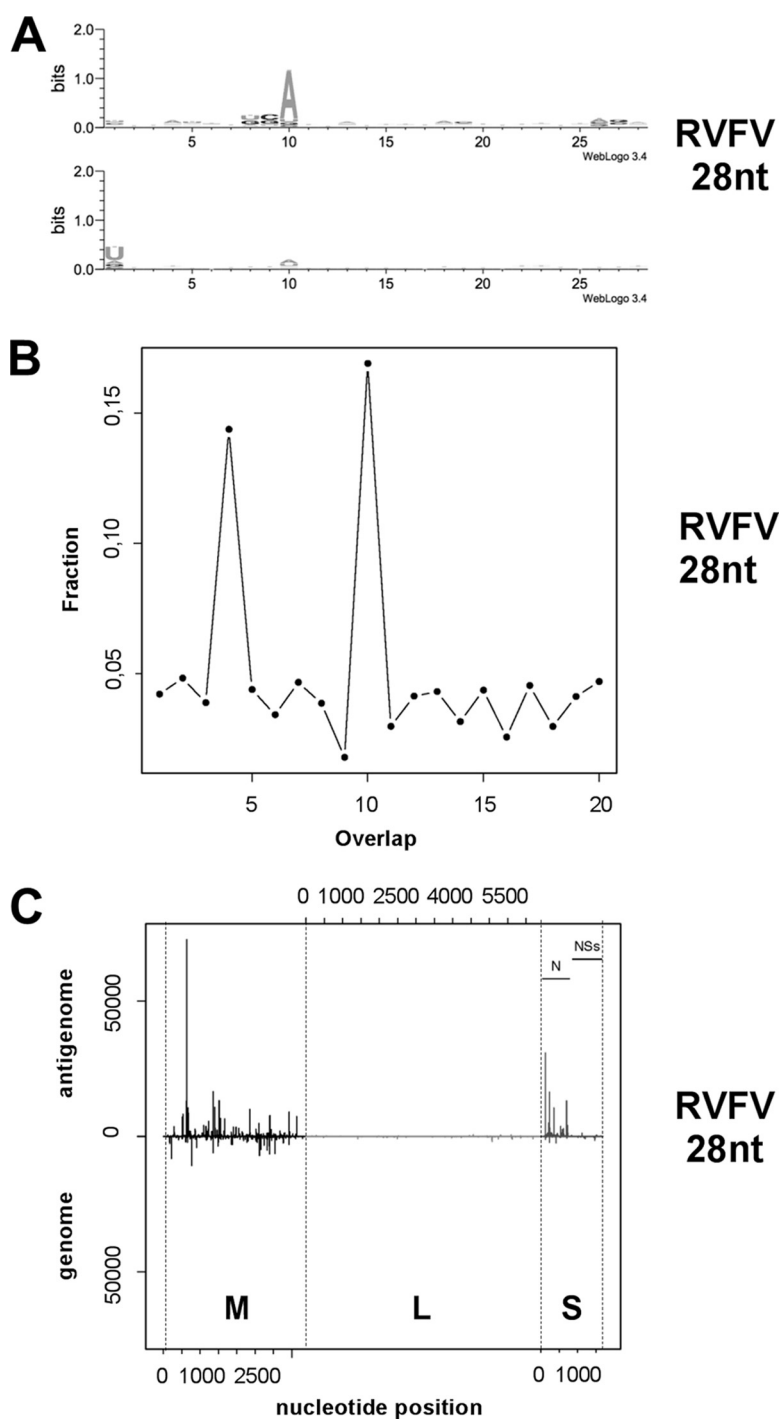 A
2.0
bits
1.0
A
0.0
5
10
15
20
25
WebLogo 3.4
RVFV
28nt
2.0
bits
1.0
U
A
0.0
5
10
15
20
25
WebLogo 3.4
B
0,15
0,10
0,05
Fraction
5
10
15
20
Overlap
RVFV
28nt
C
0 1000 2500 4000 5500
NSs
N
50000
antigenome
0
genome
50000
M
L
S
0 1000 2500
0 1000
nucleotide position
RVFV
28nt